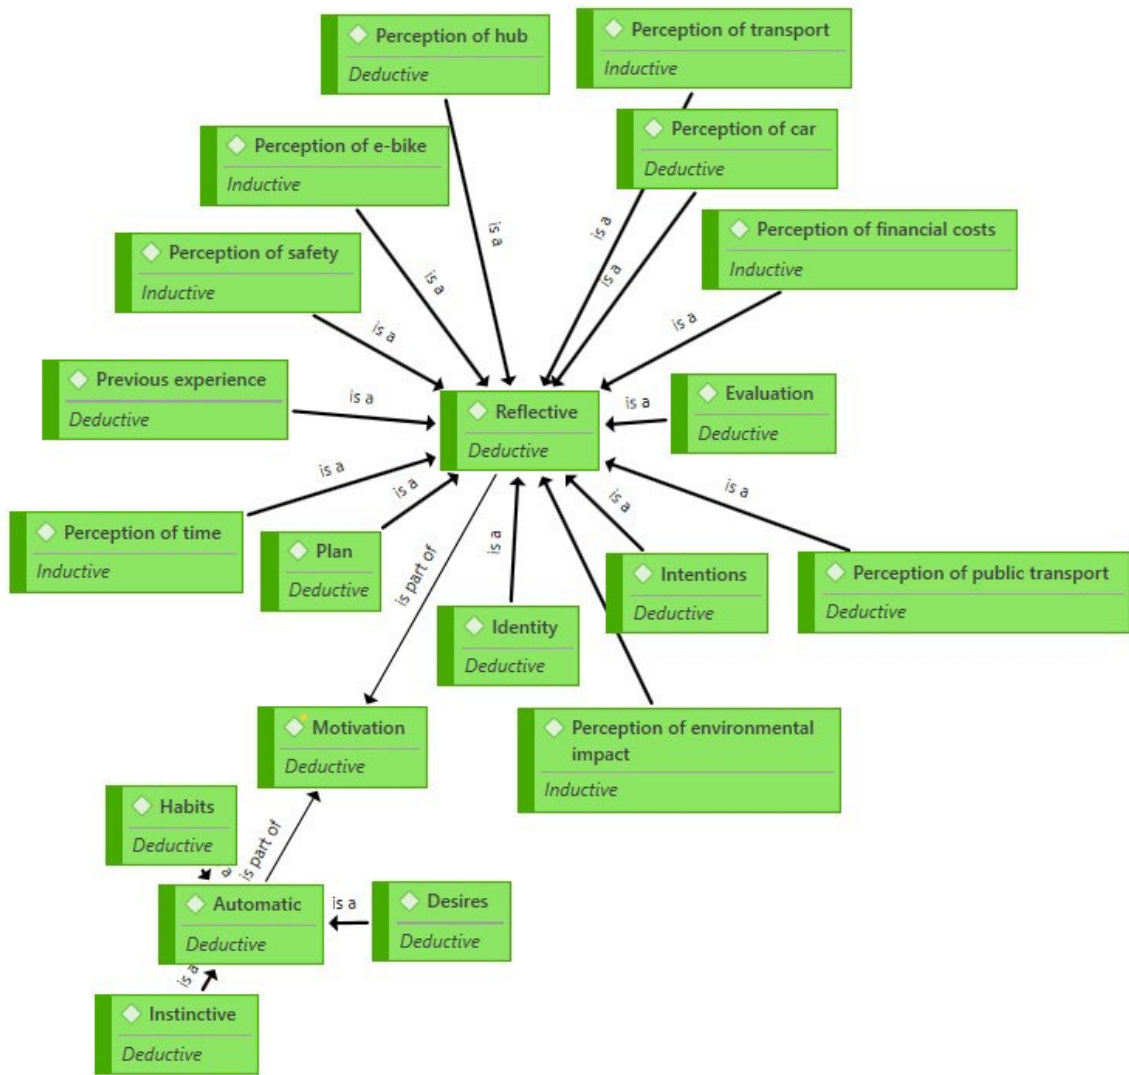 Perception of hub
Deductive
Perception of transport
Inductive
Perception of car
Deductive
Perception of e-bike
Inductive
Perception of financial costs
Inductive
Perception of safety
Inductive
is a
is a
is a
is a
is a
is a
Previous experience
Deductive
is a
Reflective
Deductive
is a
Evaluation
Deductive
is a
is a
is a
is a
is a
Perception of time
Inductive
Plan
Deductive
is part of
Identity
Deductive
Intentions
Deductive
Perception of public transport
Deductive
Motivation
Deductive
Perception of environmental
impact
Inductive
Habits
Deductive
is part of
Automatic
Deductive
is a
Desires
Deductive
is a
Instinctive
Deductive